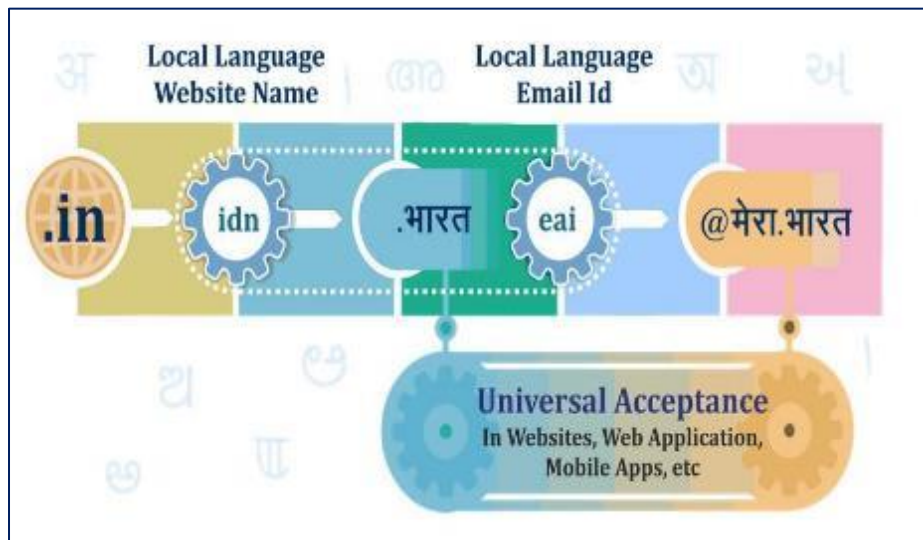 Local Language
Website Name
Local Language
Email Id
अ
।
അ
অ
અ
.in
idn
.भारत
eai
@मेरा.भारत
Universal Acceptance
In Websites, Web Application,
Mobile Apps, etc